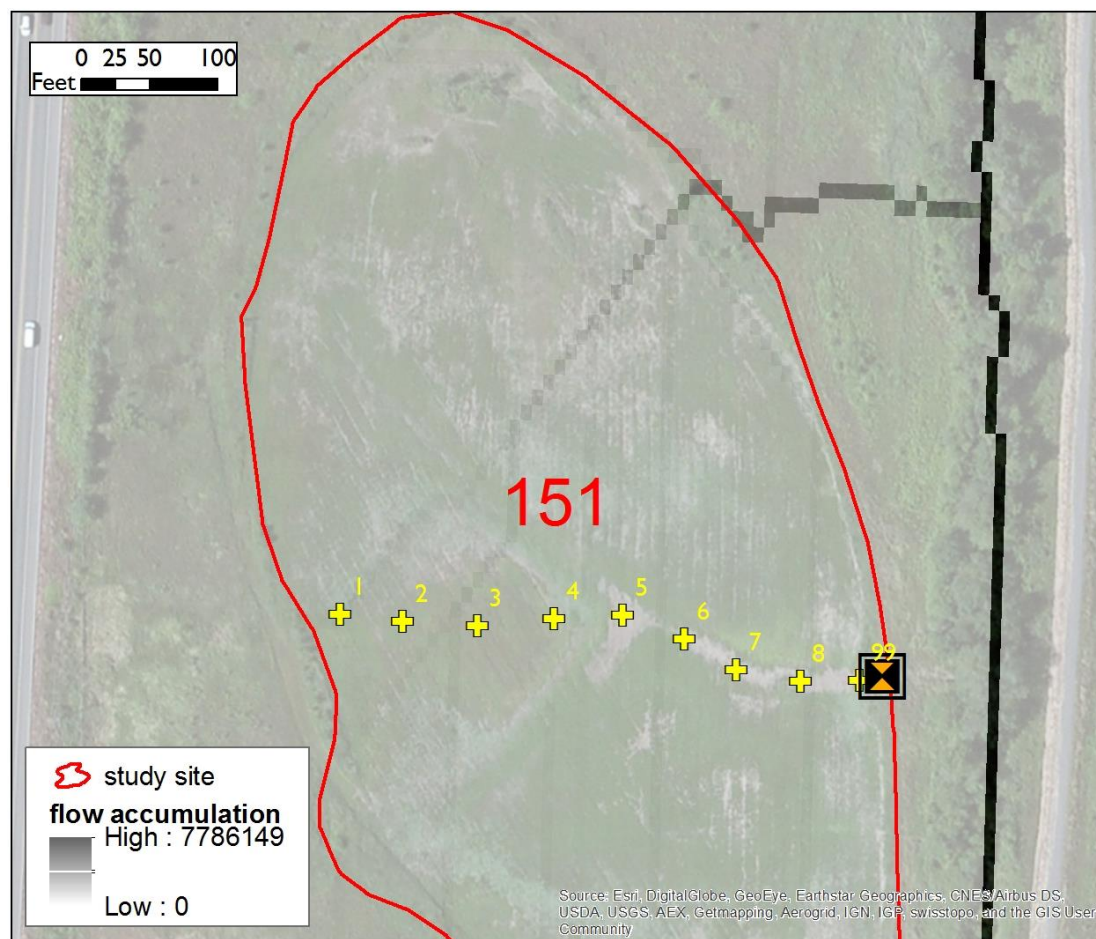 0 25 50 100
Feet
151
1
2
3
4
5
6
7
8
99
study site
flow accumulation
High : 7786149
Low : 0
Source: Esri, DigitalGlobe, GeoEye, Earthstar Geographics, CNES/Airbus DS,
USDA, USGS, AEX, Getmapping, Aerogrid, IGN, IGP, swisstopo, and the GIS User
Community